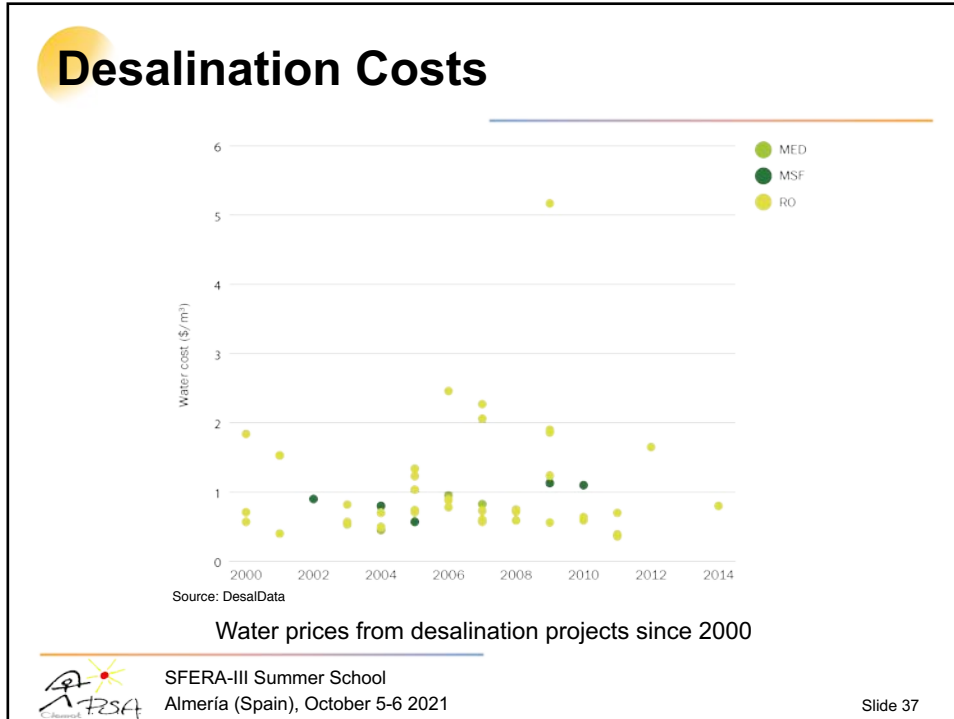 Desalination Costs
6
5
4
3
2
1
0
Water cost ($/m³)
2000 2002 2004 2006 2008 2010 2012 2014
MED
MSF
RO
Source: DesalData
Water prices from desalination projects since 2000
PSA
Ciemat
SFERA-III Summer School
Almería (Spain), October 5-6 2021
Slide 37